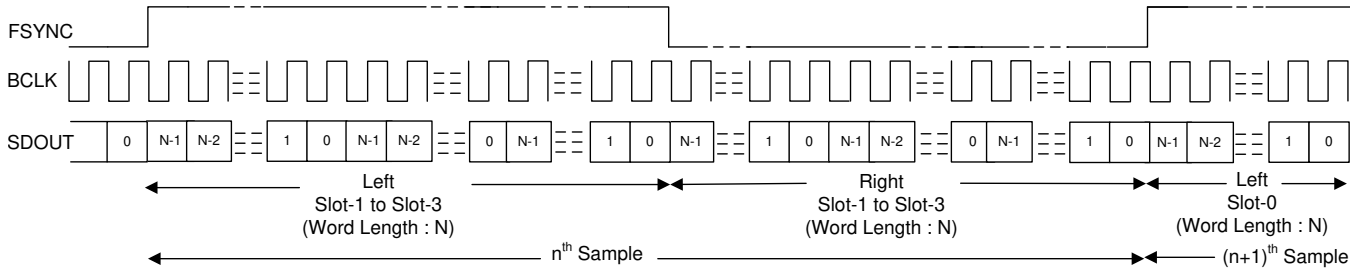 FSYNC
BCLK
SDOUT 0 N-1 N-2 1 0 N-1 N-2 0 N-1 1 0 N-1 1 0 N-1 N-2 0 N-1 1 0 N-1 N-2 1 0
Left Right Left
Slot-1 to Slot-3 Slot-1 to Slot-3 Slot-0
(Word Length : N) (Word Length : N) (Word Length : N)
nth Sample (n+1)th Sample